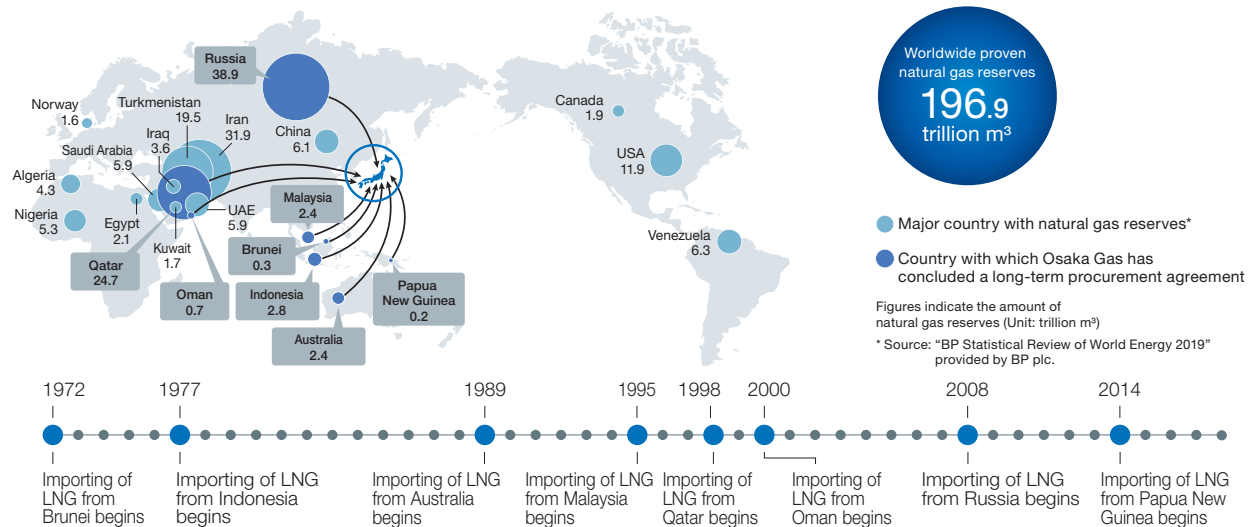 Russia
38.9
Norway
1.6
Turkmenistan
19.5
Iran
31.9
Iraq
3.6
Saudi Arabia
5.9
China
6.1
Algeria
4.3
Nigeria
5.3
Egypt
2.1
Kuwait
1.7
UAE
5.9
Malaysia
2.4
Brunei
0.3
Qatar
24.7
Oman
0.7
Indonesia
2.8
Papua
New Guinea
0.2
Australia
2.4
Canada
1.9
USA
11.9
Venezuela
6.3
Worldwide proven
natural gas reserves
196.9
trillion m³
Major country with natural gas reserves*
Country with which Osaka Gas has
concluded a long-term procurement agreement
Figures indicate the amount of
natural gas reserves (Unit: trillion m³)
* Source: “BP Statistical Review of World Energy 2019”
provided by BP plc.
1972
1977
1989
1995
1998
2000
2008
2014
Importing of
LNG from
Brunei begins
Importing of LNG
from Indonesia
begins
Importing of LNG
from Australia
begins
Importing of LNG
from Malaysia
begins
Importing of
LNG from
Qatar begins
Importing of
LNG from
Oman begins
Importing of LNG
from Russia begins
Importing of LNG
from Papua New
Guinea begins